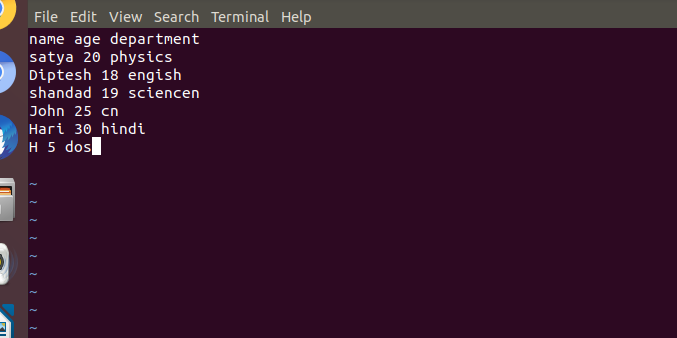 File Edit View Search Terminal Help
name age department
satya 20 physics
Diptesh 18 engish
shandad 19 sciencen
John 25 cn
Hari 30 hindi
H 5 dos
~
~
~
~
~
~
~
~
~